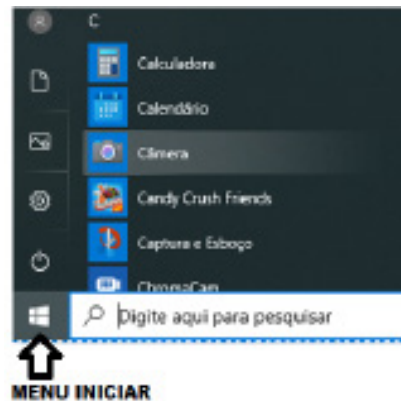 C
Calculadora
Calendário
Câmera
Candy Crush Friends
Captura e Esboço
ChromaCam
Digite aqui para pesquisar
MENU INICIAR